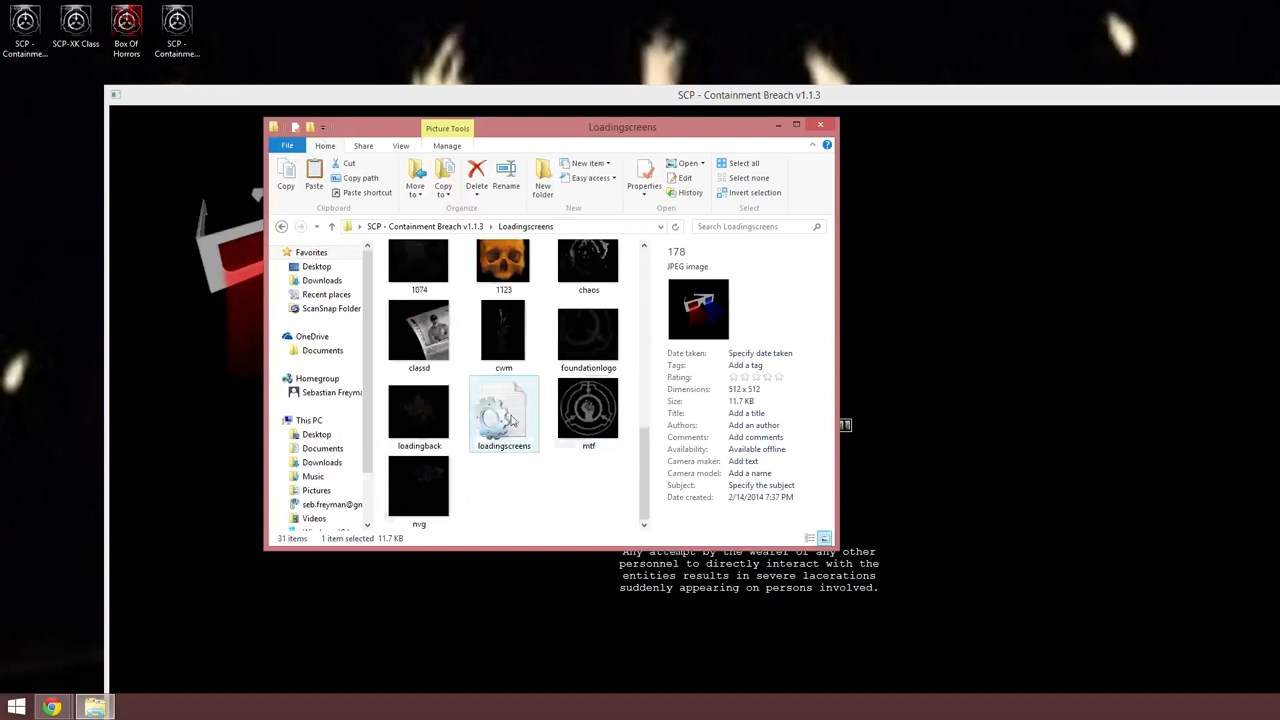 SCP - Containme...
SCP-XK Class
Box Of Horrors
SCP - Containme...
SCP - Containment Breach v1.1.3
Picture Tools
Loadingscreens
File
Home
Share
View
Manage
Copy
Paste
Cut
Copy path
Paste shortcut
Clipboard
Move to
Copy to
Delete
Rename
Organize
New folder
New item
Easy access
New
Properties
Open
Edit
History
Open
Select all
Select none
Invert selection
Select
SCP - Containment Breach v1.1.3
Loadingscreens
Search Loadingscreens
Favorites
Desktop
Downloads
Recent places
ScanSnap Folder
OneDrive
Documents
Homegroup
Sebastian Freyma
This PC
Desktop
Documents
Downloads
Music
Pictures
seb.freyman@gn
Videos
1074
1123
chaos
classd
cwm
foundationlogo
loadingback
loadingscreens
mtf
nvg
178
JPEG image
Date taken: Specify date taken
Tags: Add a tag
Rating:
Dimensions: 512 x 512
Size: 11.7 KB
Title: Add a title
Authors: Add an author
Comments: Add comments
Availability: Available offline
Camera maker: Add text
Camera model: Add a name
Subject: Specify the subject
Date created: 2/14/2014 7:37 PM
31 items
1 item selected 11.7 KB
Any attempt by the wearer or any other
personnel to directly interact with the
entities results in severe lacerations
suddenly appearing on persons involved.